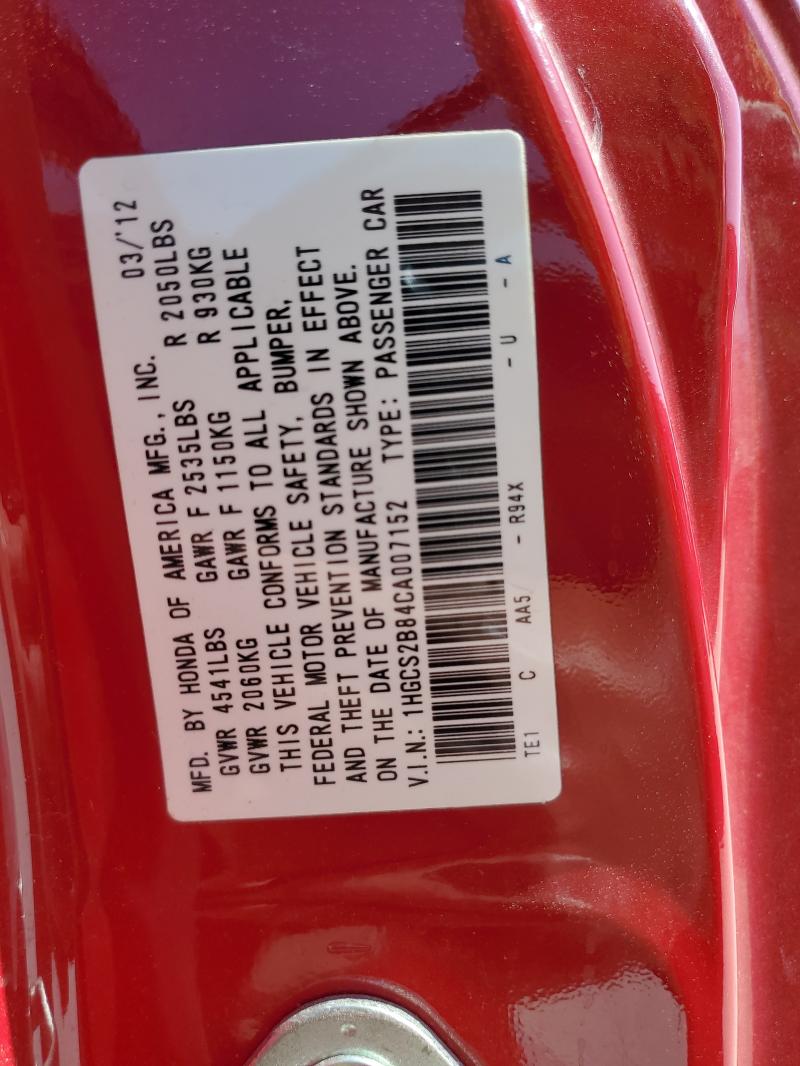 MFD. BY HONDA OF AMERICA MFG., INC. 03/'12
GVWR 4541LBS GAWR F 2535LBS R 2050LBS
GVWR 2060KG GAWR F 1150KG R 930KG
THIS VEHICLE CONFORMS TO ALL APPLICABLE
FEDERAL MOTOR VEHICLE SAFETY, BUMPER,
AND THEFT PREVENTION STANDARDS IN EFFECT
ON THE DATE OF MANUFACTURE SHOWN ABOVE.
V.I.N.: 1HGCS2B84CA007152 TYPE: PASSENGER CAR
TE1 C AA5/ - R94X - U - A